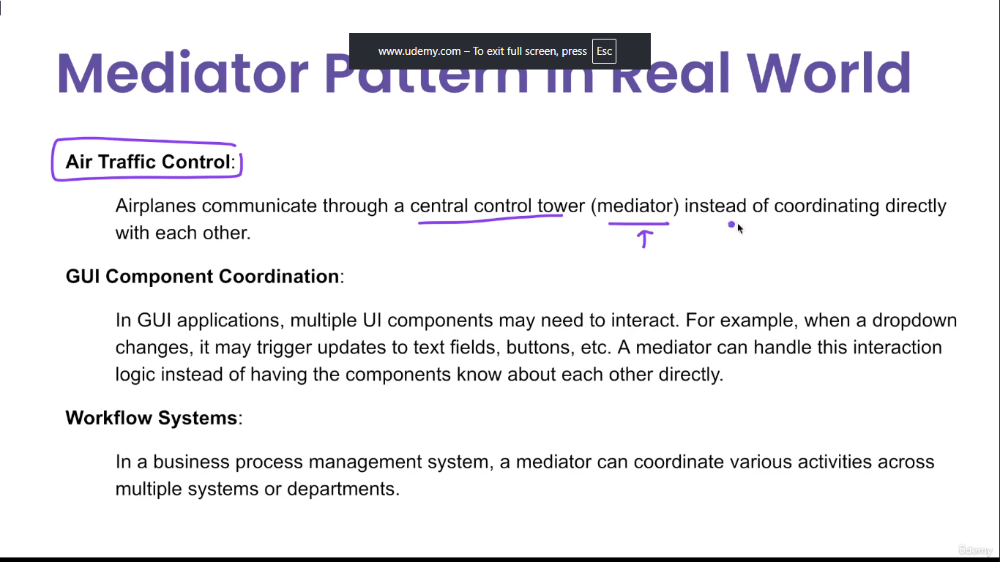 www.udemy.com – To exit full screen, press Esc
Mediator Pattern in Real World
Air Traffic Control:
Airplanes communicate through a central control tower (mediator) instead of coordinating directly
with each other.
GUI Component Coordination:
In GUI applications, multiple UI components may need to interact. For example, when a dropdown
changes, it may trigger updates to text fields, buttons, etc. A mediator can handle this interaction
logic instead of having the components know about each other directly.
Workflow Systems:
In a business process management system, a mediator can coordinate various activities across
multiple systems or departments.
ûdemy